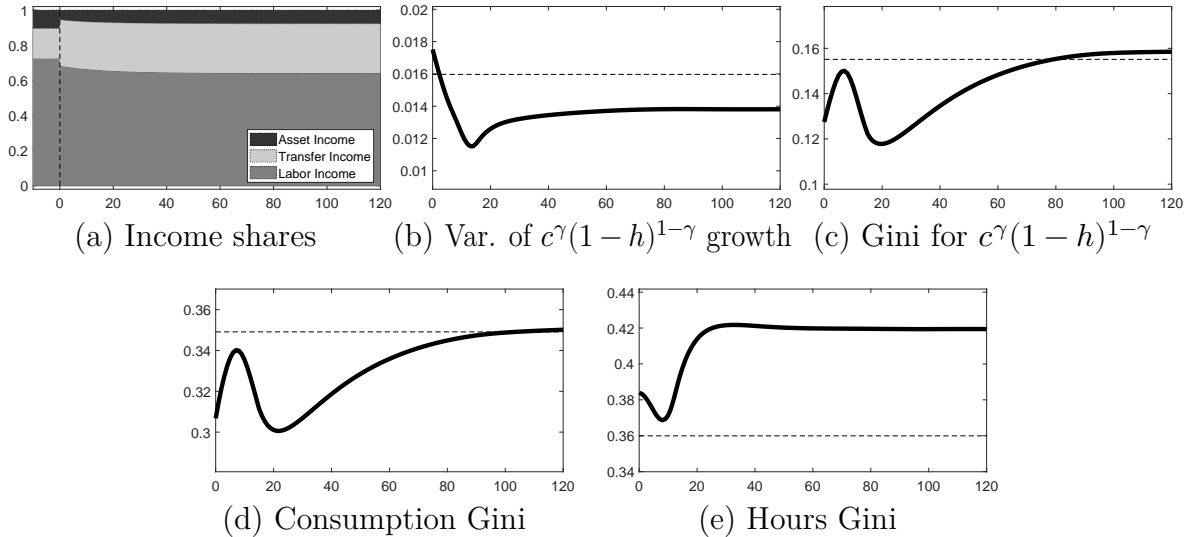 1
0.8
0.6
0.4
0.2
0
0 20 40 60 80 100 120
Asset Income
Transfer Income
Labor Income
(a) Income shares
0.02
0.018
0.016
0.014
0.012
0.01
0 20 40 60 80 100 120
(b) Var. of c^γ(1 − h)^{1−γ} growth
0.16
0.14
0.12
0.1
0 20 40 60 80 100 120
(c) Gini for c^γ(1 − h)^{1−γ}
0.36
0.34
0.32
0.3
0 20 40 60 80 100 120
(d) Consumption Gini
0.44
0.42
0.4
0.38
0.36
0.34
0 20 40 60 80 100 120
(e) Hours Gini